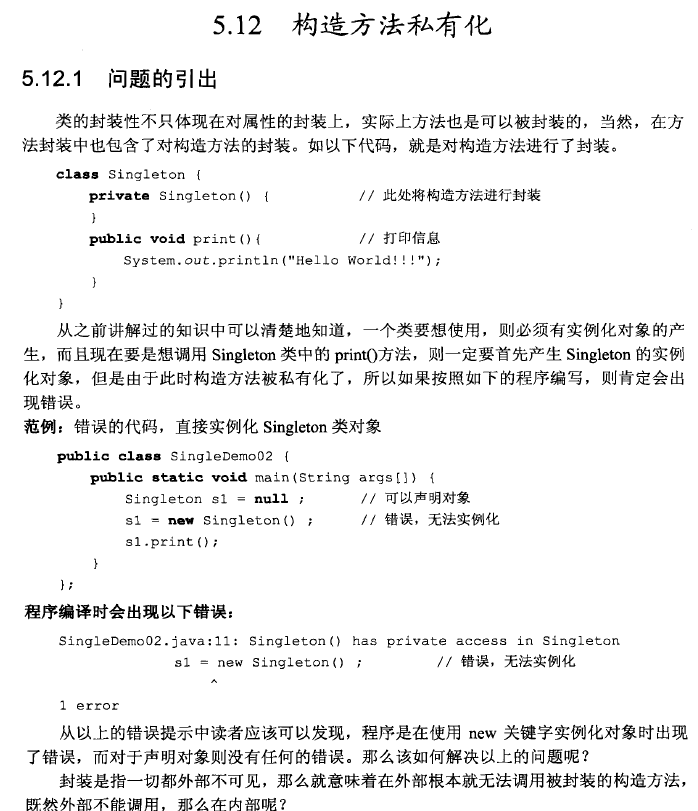 5.12 构造方法私有化
5.12.1 问题的引出
类的封装性不只体现在对属性的封装上，实际上方法也是可以被封装的，当然，在方
法封装中也包含了对构造方法的封装。如以下代码，就是对构造方法进行了封装。
class Singleton {
private Singleton() { // 此处将构造方法进行封装
}
public void print(){ // 打印信息
System.out.println("Hello World!!!");
}
}
从之前讲解过的知识中可以清楚地知道，一个类要想使用，则必须有实例化对象的产
生，而且现在要是想调用 Singleton 类中的 print()方法，则一定要首先产生 Singleton 的实例
化对象，但是由于此时构造方法被私有化了，所以如果按照如下的程序编写，则肯定会出
现错误。
范例：错误的代码，直接实例化 Singleton 类对象
public class SingleDemo02 {
public static void main(String args[]) {
Singleton s1 = null ; // 可以声明对象
s1 = new Singleton() ; // 错误，无法实例化
s1.print();
}
};
程序编译时会出现以下错误：
SingleDemo02.java:11: Singleton() has private access in Singleton
s1 = new Singleton() ; // 错误，无法实例化
^
1 error
从以上的错误提示中读者应该可以发现，程序是在使用 new 关键字实例化对象时出现
了错误，而对于声明对象则没有任何的错误。那么该如何解决以上的问题呢？
封装是指一切都外部不可见，那么就意味着在外部根本就无法调用被封装的构造方法，
既然外部不能调用，那么在内部呢？